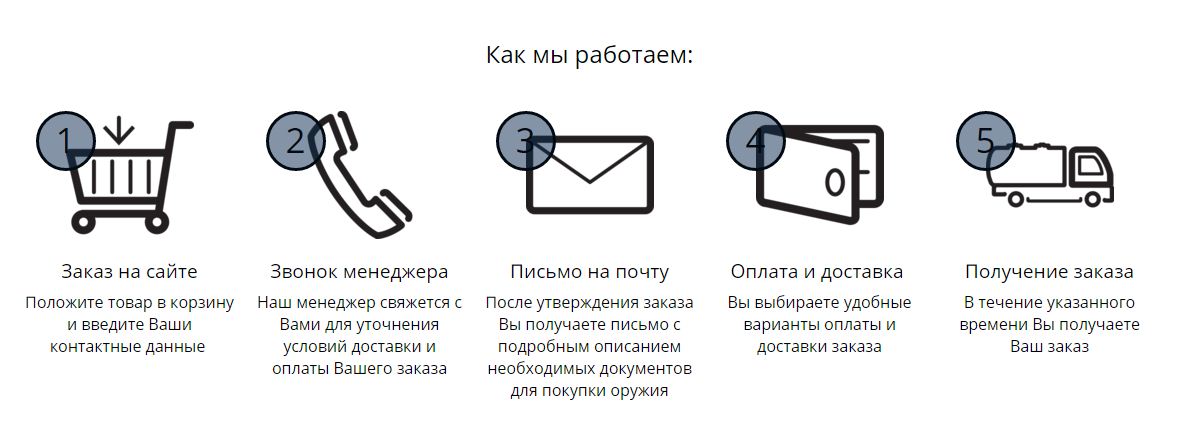 Как мы работаем:
1
2
3
4
5
Заказ на сайте
Положите товар в корзину
и введите Ваши
контактные данные
Звонок менеджера
Наш менеджер свяжется с
Вами для уточнения
условий доставки и
оплаты Вашего заказа
Письмо на почту
После утверждения заказа
Вы получаете письмо с
подробным описанием
необходимых документов
для покупки оружия
Оплата и доставка
Вы выбираете удобные
варианты оплаты и
доставки заказа
Получение заказа
В течение указанного
времени Вы получаете
Ваш заказ